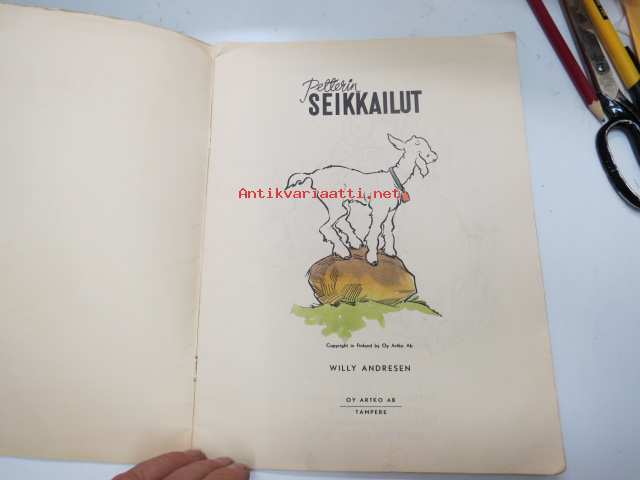 Petterin
SEIKKAILUT
Antikvariaatti.net
Copyright in Finland by Oy Artko Ab
WILLY ANDRESEN
OY ARTKO AB
TAMPERE